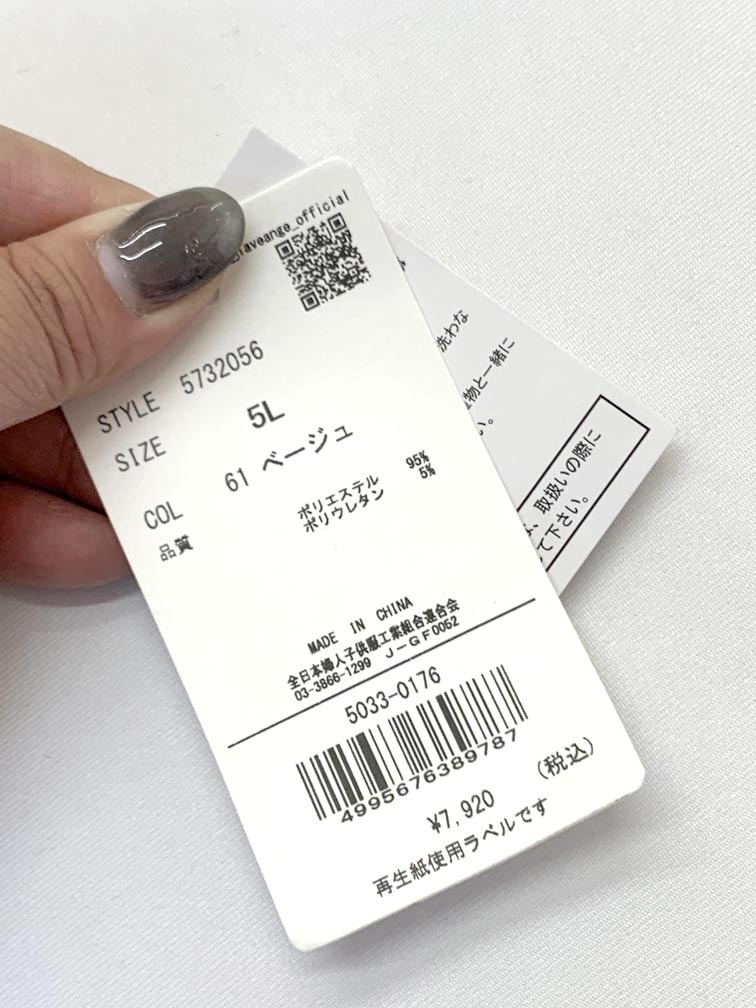 aveange_official
STYLE 5732056
SIZE 5L
COL 61 ベージュ
品質 ポリエステル 95%
ポリウレタン 5%
MADE IN CHINA
全日本婦人子供服工業組合連合会
03-3866-1299 J-GF0052
5033-0176
4995676389787
¥7,920 (税込)
再生紙使用ラベルです
洗わな
物と一緒に
い。
、取扱いの際に
て下さい。